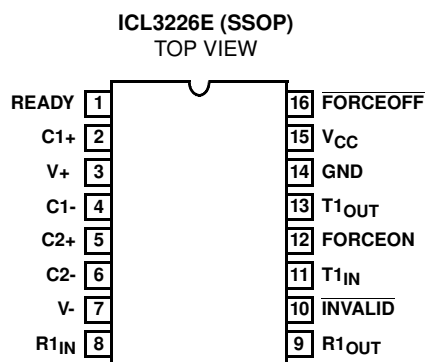 ICL3226E (SSOP)
TOP VIEW
READY 1 16 FORCEOFF
C1+ 2 15 VCC
V+ 3 14 GND
C1- 4 13 T1OUT
C2+ 5 12 FORCEON
C2- 6 11 T1IN
V- 7 10 INVALID
R1IN 8 9 R1OUT